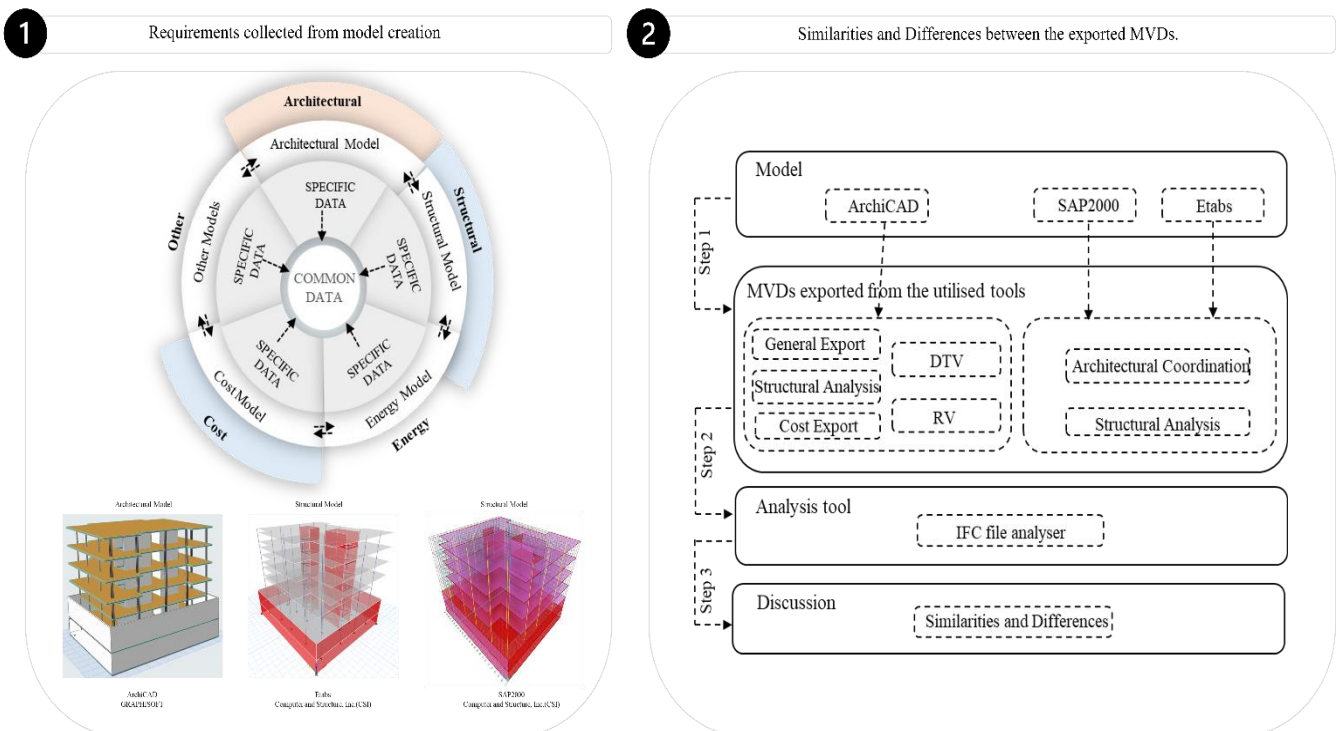 1
Requirements collected from model creation
Architectural
Architectural Model
Structural
Structural Model
Energy Model
Energy
Cost Model
Cost
Other Models
Other
SPECIFIC
DATA
SPECIFIC
DATA
SPECIFIC
DATA
SPECIFIC
DATA
SPECIFIC
DATA
COMMON
DATA
Architectural Model
Structural Model
Structural Model
ArchiCAD
GRAPHISOFT
Etabs
Computer and Structure, Inc.(CSI)
SAP2000
Computer and Structure, Inc.(CSI)
2
Similarities and Differences between the exported MVDs.
Model
ArchiCAD
SAP2000
Etabs
Step 1
MVDs exported from the utilised tools
General Export
Structural Analysis
Cost Export
DTV
RV
Architectural Coordination
Structural Analysis
Step 2
Analysis tool
IFC file analyser
Step 3
Discussion
Similarities and Differences